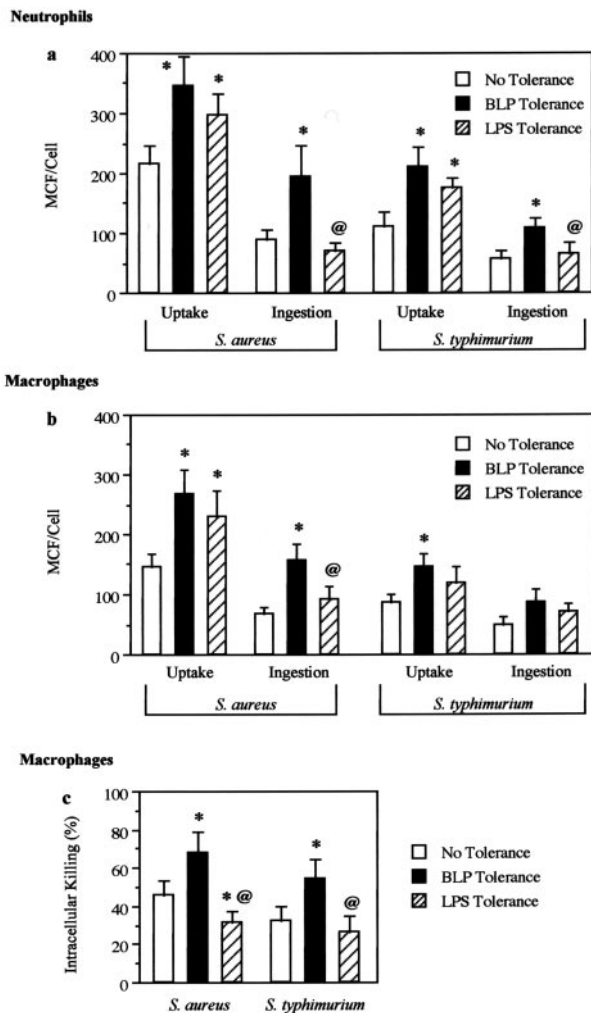 Neutrophils
a
400
* *
No Tolerance
*
BLP Tolerance
300
LPS Tolerance
MCF/Cell
*
* *
200
*
100
@ @
0
Uptake Ingestion Uptake Ingestion
S. aureus S. typhimurium
Macrophages
b
400
No Tolerance
BLP Tolerance
300
* *
LPS Tolerance
MCF/Cell
*
200
@ *
100
0
Uptake Ingestion Uptake Ingestion
S. aureus S. typhimurium
Macrophages
c
100
*
80
*
Intracellular Killing (%)
60
No Tolerance
BLP Tolerance
40
* @ @
LPS Tolerance
20
0
S. aureus S. typhimurium